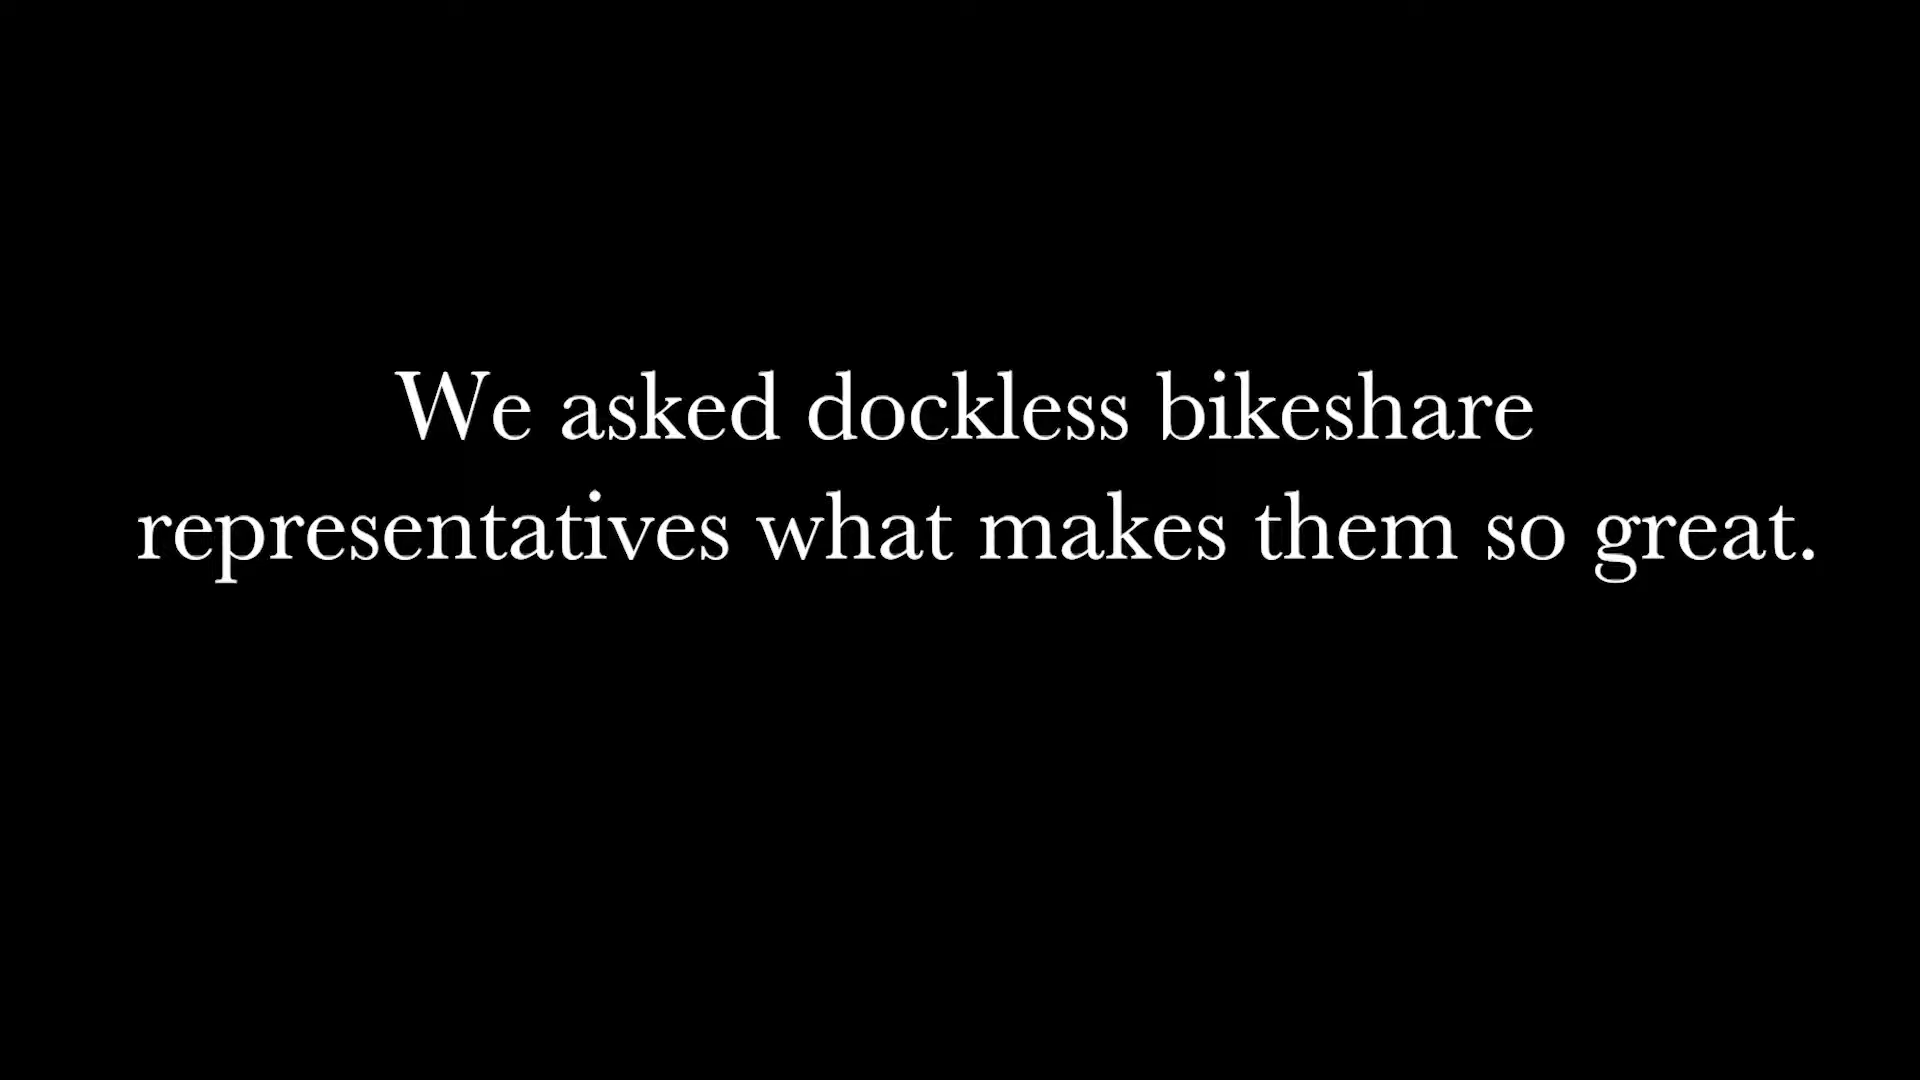 We asked dockless bikeshare
representatives what makes them so great.